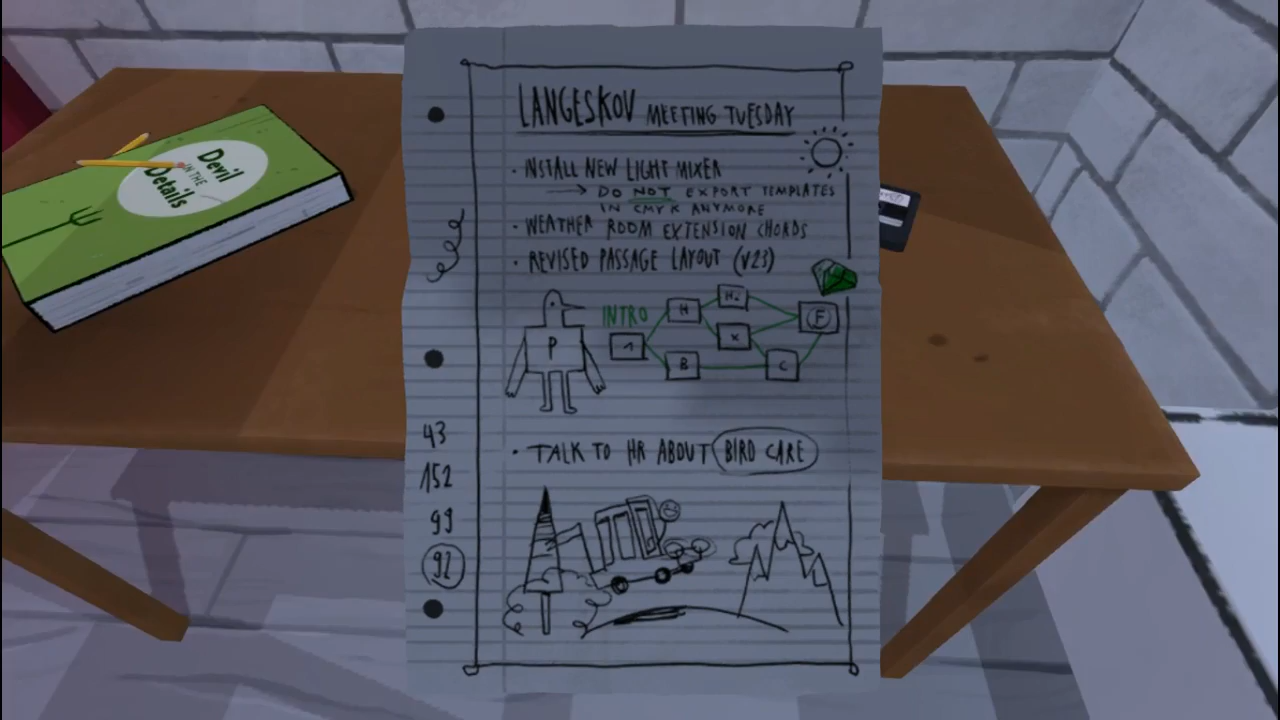 Devil
IN THE
Details
LANGESKOV MEETING TUESDAY
· INSTALL NEW LIGHT MIXER
→ DO NOT EXPORT TEMPLATES
IN CMYK ANYMORE
· WEATHER ROOM EXTENSION CHORDS
· REVISED PASSAGE LAYOUT (V23)
INTRO
1
H
H2
X
B
C
F
P
· TALK TO HR ABOUT BIRD CARE
43
152
99
92